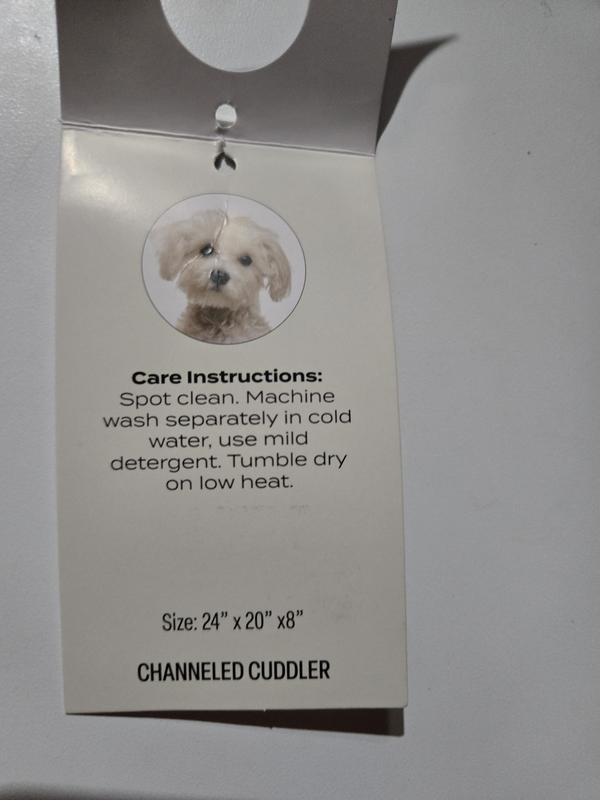 Care Instructions:
Spot clean. Machine
wash separately in cold
water, use mild
detergent. Tumble dry
on low heat.
Size: 24” x 20” x8”
CHANNELED CUDDLER